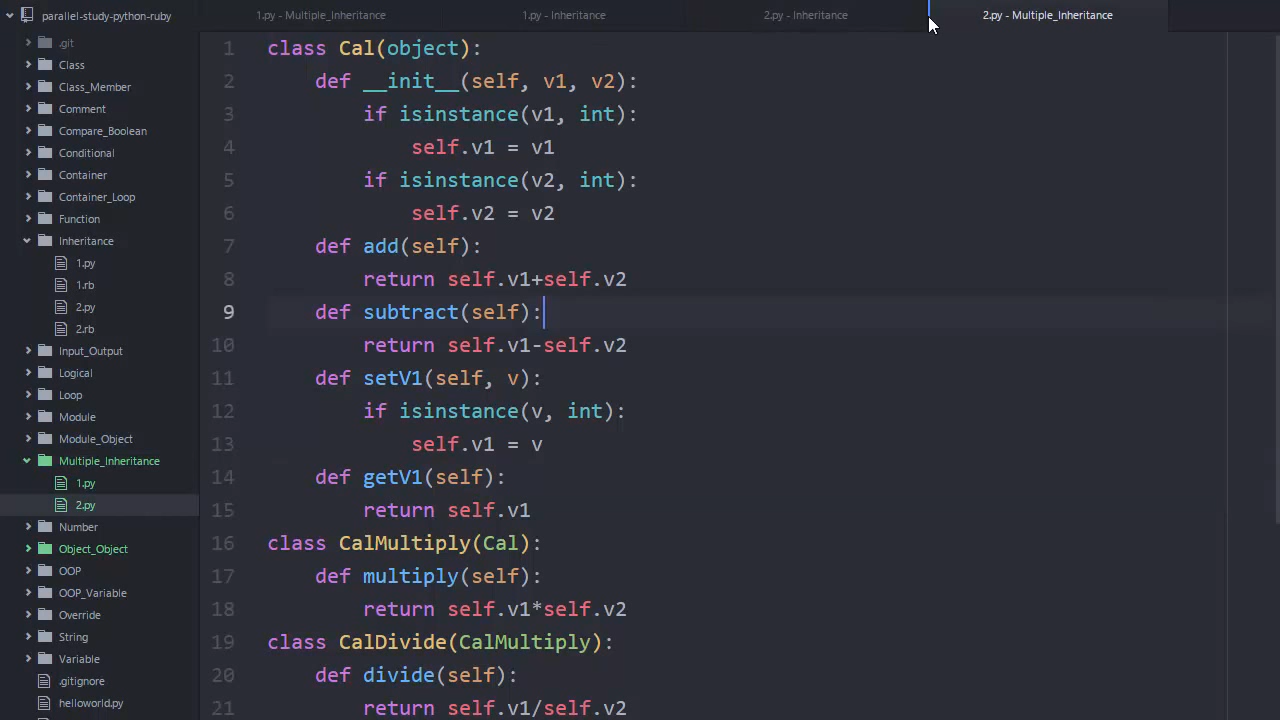 parallel-study-python-ruby
1.py - Multiple_Inheritance
1.py - Inheritance
2.py - Inheritance
2.py - Multiple_Inheritance
.git
Class
Class_Member
Comment
Compare_Boolean
Conditional
Container
Container_Loop
Function
Inheritance
1.py
1.rb
2.py
2.rb
Input_Output
Logical
Loop
Module
Module_Object
Multiple_Inheritance
1.py
2.py
Number
Object_Object
OOP
OOP_Variable
Override
String
Variable
.gitignore
helloworld.py
1 class Cal(object):
2 def __init__(self, v1, v2):
3 if isinstance(v1, int):
4 self.v1 = v1
5 if isinstance(v2, int):
6 self.v2 = v2
7 def add(self):
8 return self.v1+self.v2
9 def subtract(self):
10 return self.v1-self.v2
11 def setV1(self, v):
12 if isinstance(v, int):
13 self.v1 = v
14 def getV1(self):
15 return self.v1
16 class CalMultiply(Cal):
17 def multiply(self):
18 return self.v1*self.v2
19 class CalDivide(CalMultiply):
20 def divide(self):
21 return self.v1/self.v2